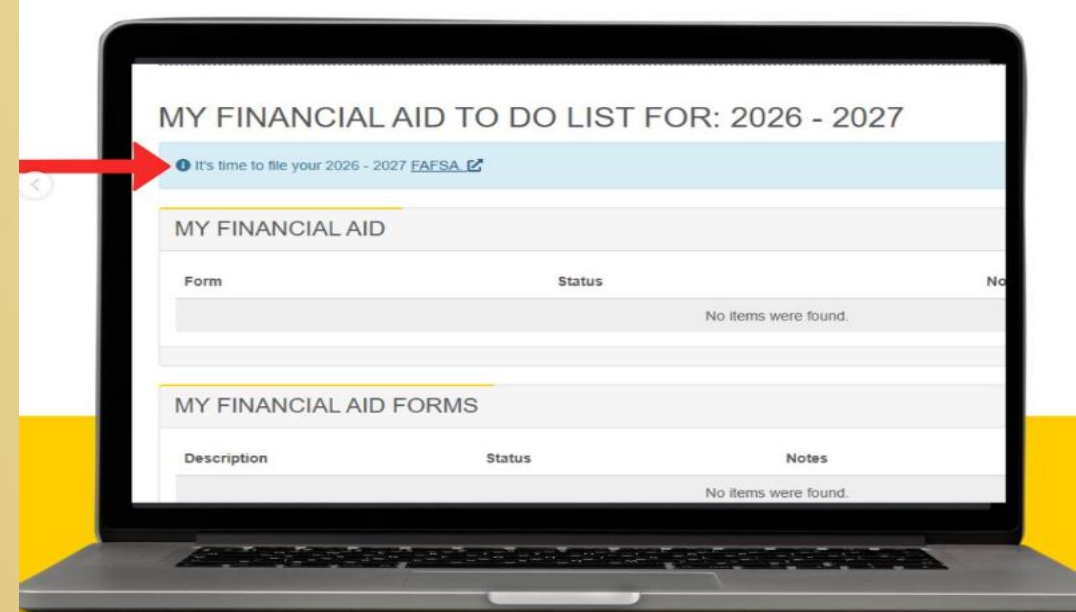 MY FINANCIAL AID TO DO LIST FOR: 2026 - 2027
It's time to file your 2026 - 2027 FAFSA.
MY FINANCIAL AID
Form Status No
No items were found.
MY FINANCIAL AID FORMS
Description Status Notes
No items were found.